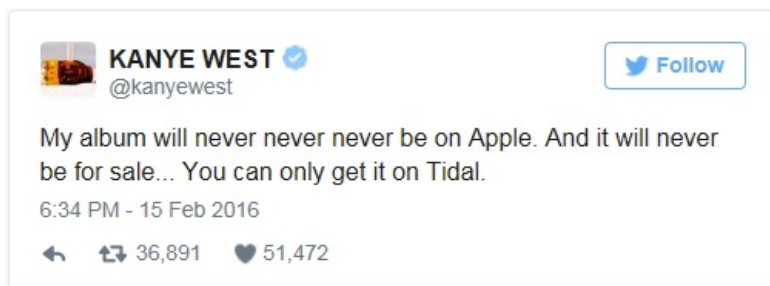 KANYE WEST
@kanyewest
Follow
My album will never never never be on Apple. And it will never
be for sale... You can only get it on Tidal.
6:34 PM - 15 Feb 2016
36,891 51,472